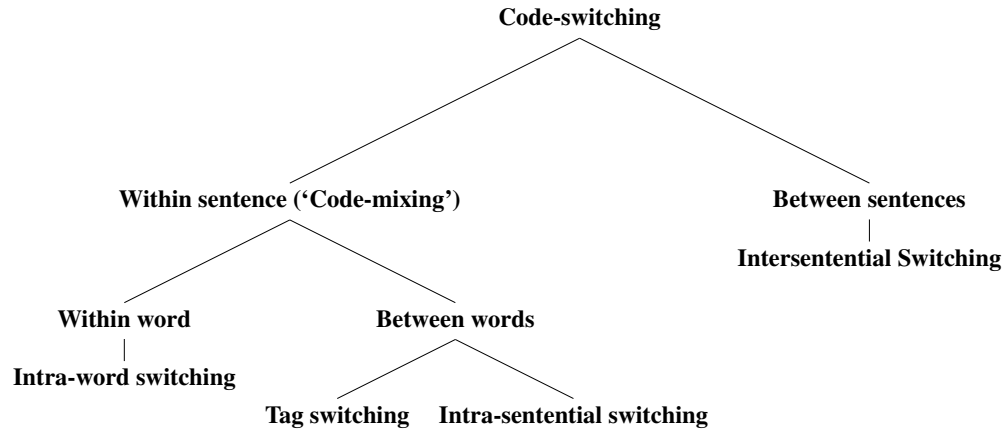 Code-switching
Within sentence (‘Code-mixing’)
Between sentences
Intersentential Switching
Within word
Between words
Intra-word switching
Tag switching
Intra-sentential switching